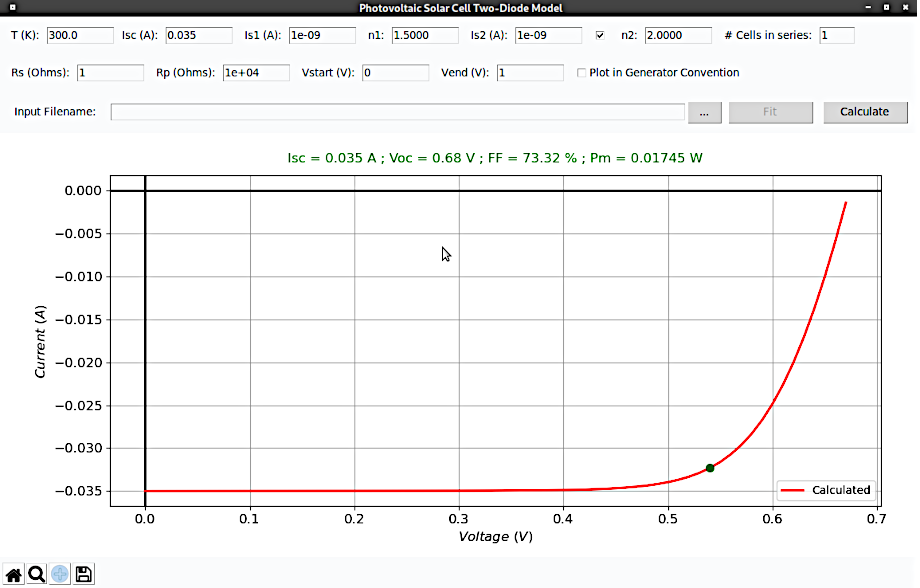 Photovoltaic Solar Cell Two-Diode Model
T (K): 300.0 Isc (A): 0.035 Is1 (A): 1e-09 n1: 1.5000 Is2 (A): 1e-09 n2: 2.0000 # Cells in series: 1
Rs (Ohms): 1 Rp (Ohms): 1e+04 Vstart (V): 0 Vend (V): 1 Plot in Generator Convention
Input Filename: ... Fit Calculate
Isc = 0.035 A ; Voc = 0.68 V ; FF = 73.32 % ; Pm = 0.01745 W
0.000
−0.005
−0.010
−0.015
−0.020
−0.025
−0.030
−0.035
Current (A)
Calculated
0.0 0.1 0.2 0.3 0.4 0.5 0.6 0.7
Voltage (V)